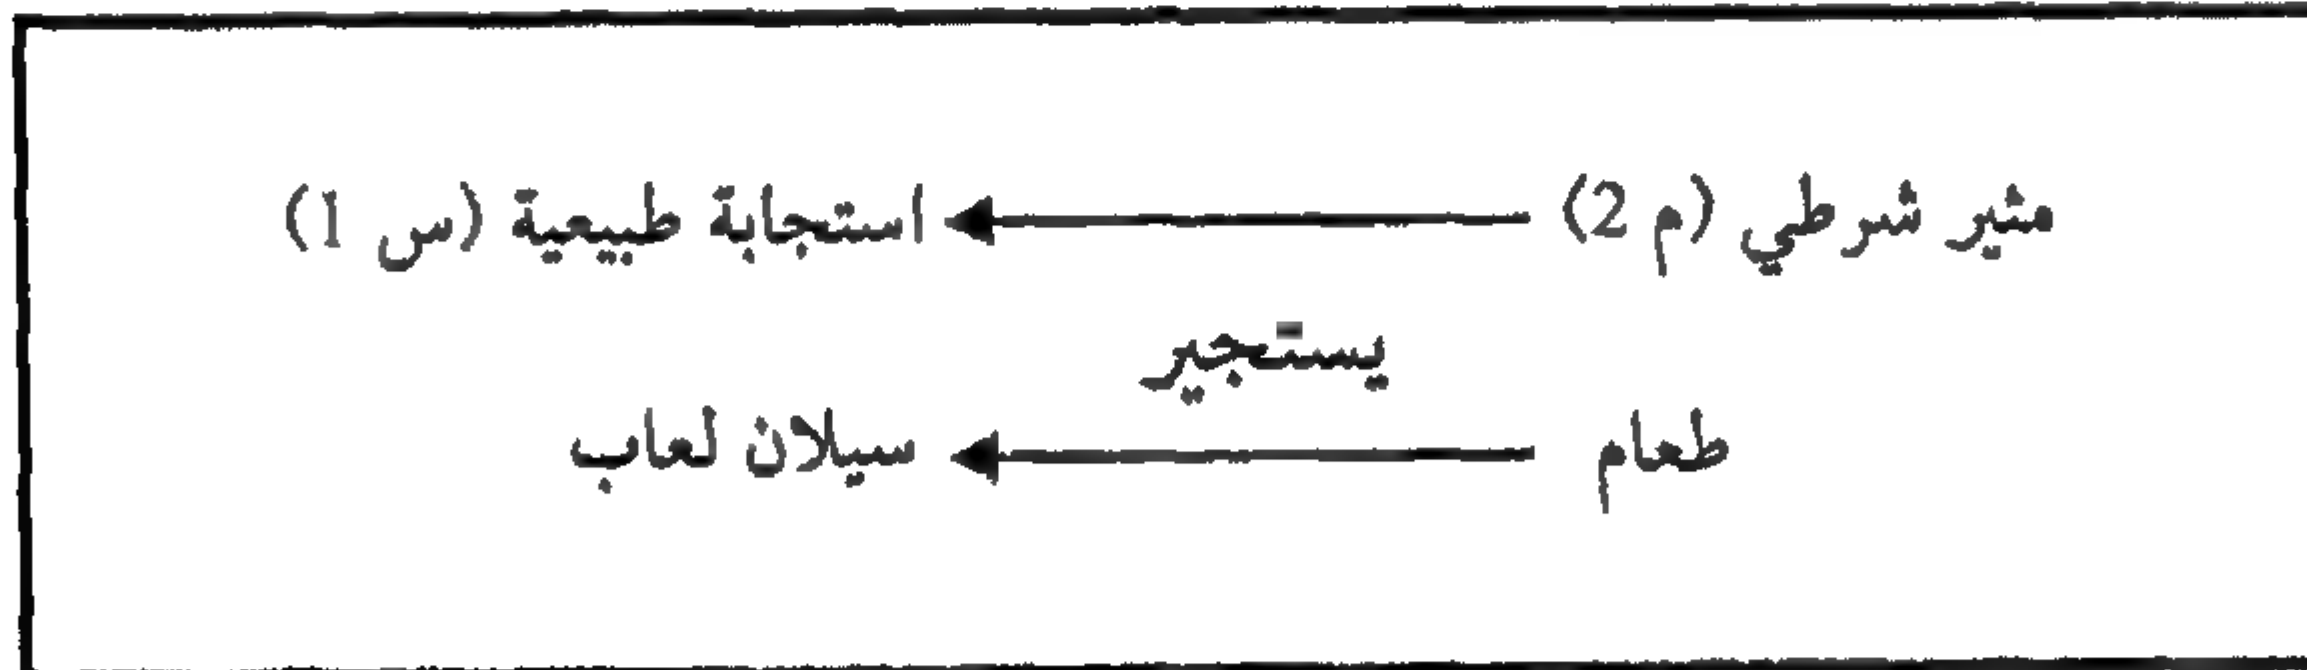 مثير شرطي (م 2) استجابة طبيعية (س 1)
يستجير
طعام سيلان لعاب